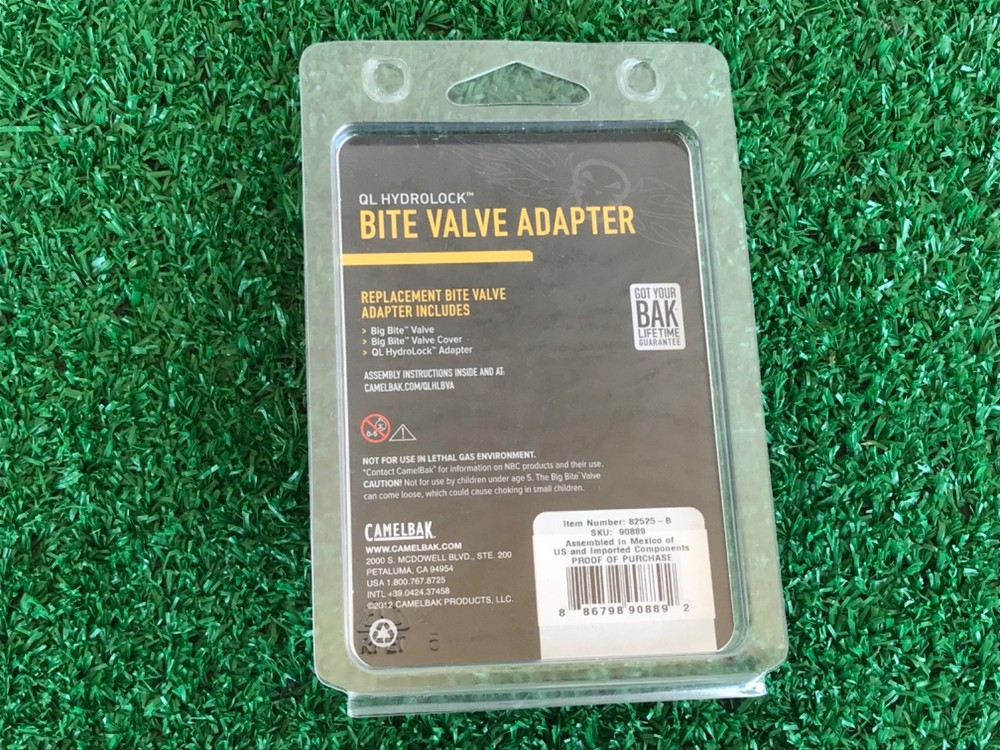 QL HYDROLOCK™
BITE VALVE ADAPTER
REPLACEMENT BITE VALVE
ADAPTER INCLUDES
> Big Bite™ Valve
> Big Bite™ Valve Cover
> QL HydroLock™ Adapter
GOT YOUR
BAK
LIFETIME
GUARANTEE
ASSEMBLY INSTRUCTIONS INSIDE AND AT:
CAMELBAK.COM/QLHLBVA
0-5
NOT FOR USE IN LETHAL GAS ENVIRONMENT.
"Contact CamelBak" for information on NBC products and their use.
CAUTION! Not for use by children under age 5. The Big Bite™ Valve
can come loose, which could cause choking in small children.
CAMELBAK
WWW.CAMELBAK.COM
2000 S. MCDOWELL BLVD., STE. 200
PETALUMA, CA 94954
USA 1.800.767.8725
INTL +39.0424.37458
©2012 CAMELBAK PRODUCTS, LLC.
Item Number: 82525-B
SKU: 90889
Assembled in Mexico of
US and Imported Components
PROOF OF PURCHASE
8 86798 90889 2